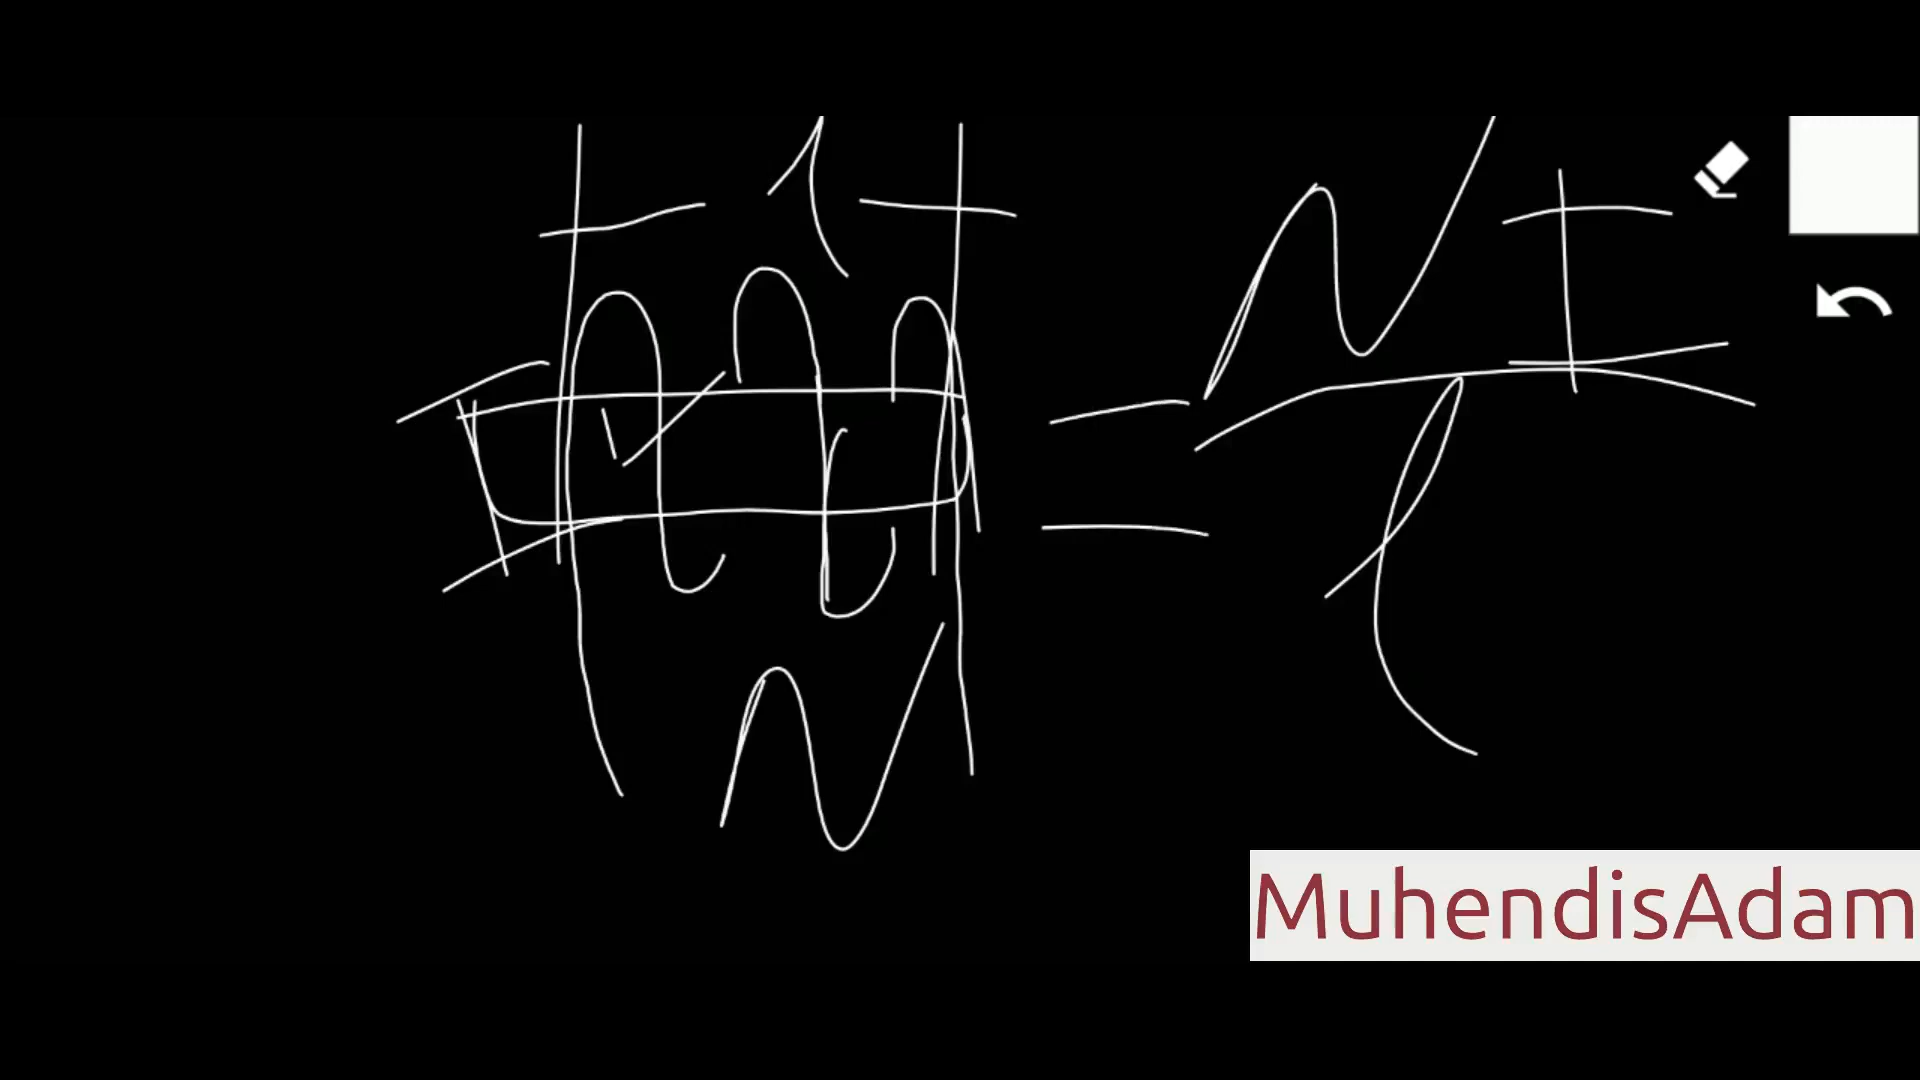 l
I
N
= N I / l
MuhendisAdam